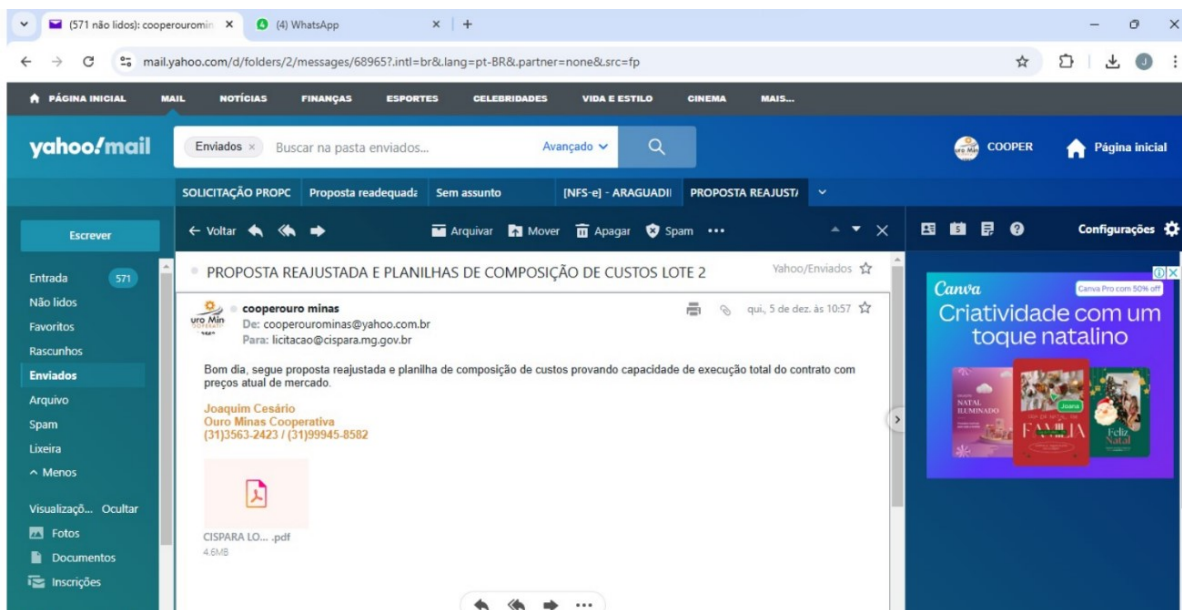 (571 não lidos): cooperouromin
(4) WhatsApp
mail.yahoo.com/d/folders/2/messages/68965?.intl=br&.lang=pt-BR&.partner=none&.src=fp
J
PÁGINA INICIAL MAIL NOTÍCIAS FINANÇAS ESPORTES CELEBRIDADES VIDA E ESTILO CINEMA MAIS...
yahoo!mail
Enviados × Buscar na pasta enviados... Avançado
COOPER Página inicial
SOLICITAÇÃO PROPC Proposta readequada Sem assunto [NFS-e] - ARAGUADII PROPOSTA REAJUSTA
Escrever
Voltar Arquivar Mover Apagar Spam ...
Configurações
Entrada 571
Não lidos
Favoritos
Rascunhos
Enviados
Arquivo
Spam
Lixeira
Menos
Visualizaçõ... Ocultar
Fotos
Documentos
Inscrições
PROPOSTA REAJUSTADA E PLANILHAS DE COMPOSIÇÃO DE CUSTOS LOTE 2 Yahoo/Enviados
uro Min
cooperouro minas qui., 5 de dez. às 10:57
De: cooperourominas@yahoo.com.br
Para: licitacao@cispara.mg.gov.br
Bom dia, segue proposta reajustada e planilha de composição de custos provando capacidade de execução total do contrato com
preços atual de mercado.
Joaquim Cesário
Ouro Minas Cooperativa
(31)3563-2423 / (31)99945-8582
CISPARA LO... .pdf
4.6MB
Canva
Canva Pro com 50% off
Criatividade com um
toque natalino
NATAL
ILUMINADO
Joana
FAMÍLIA
Feliz
Natal